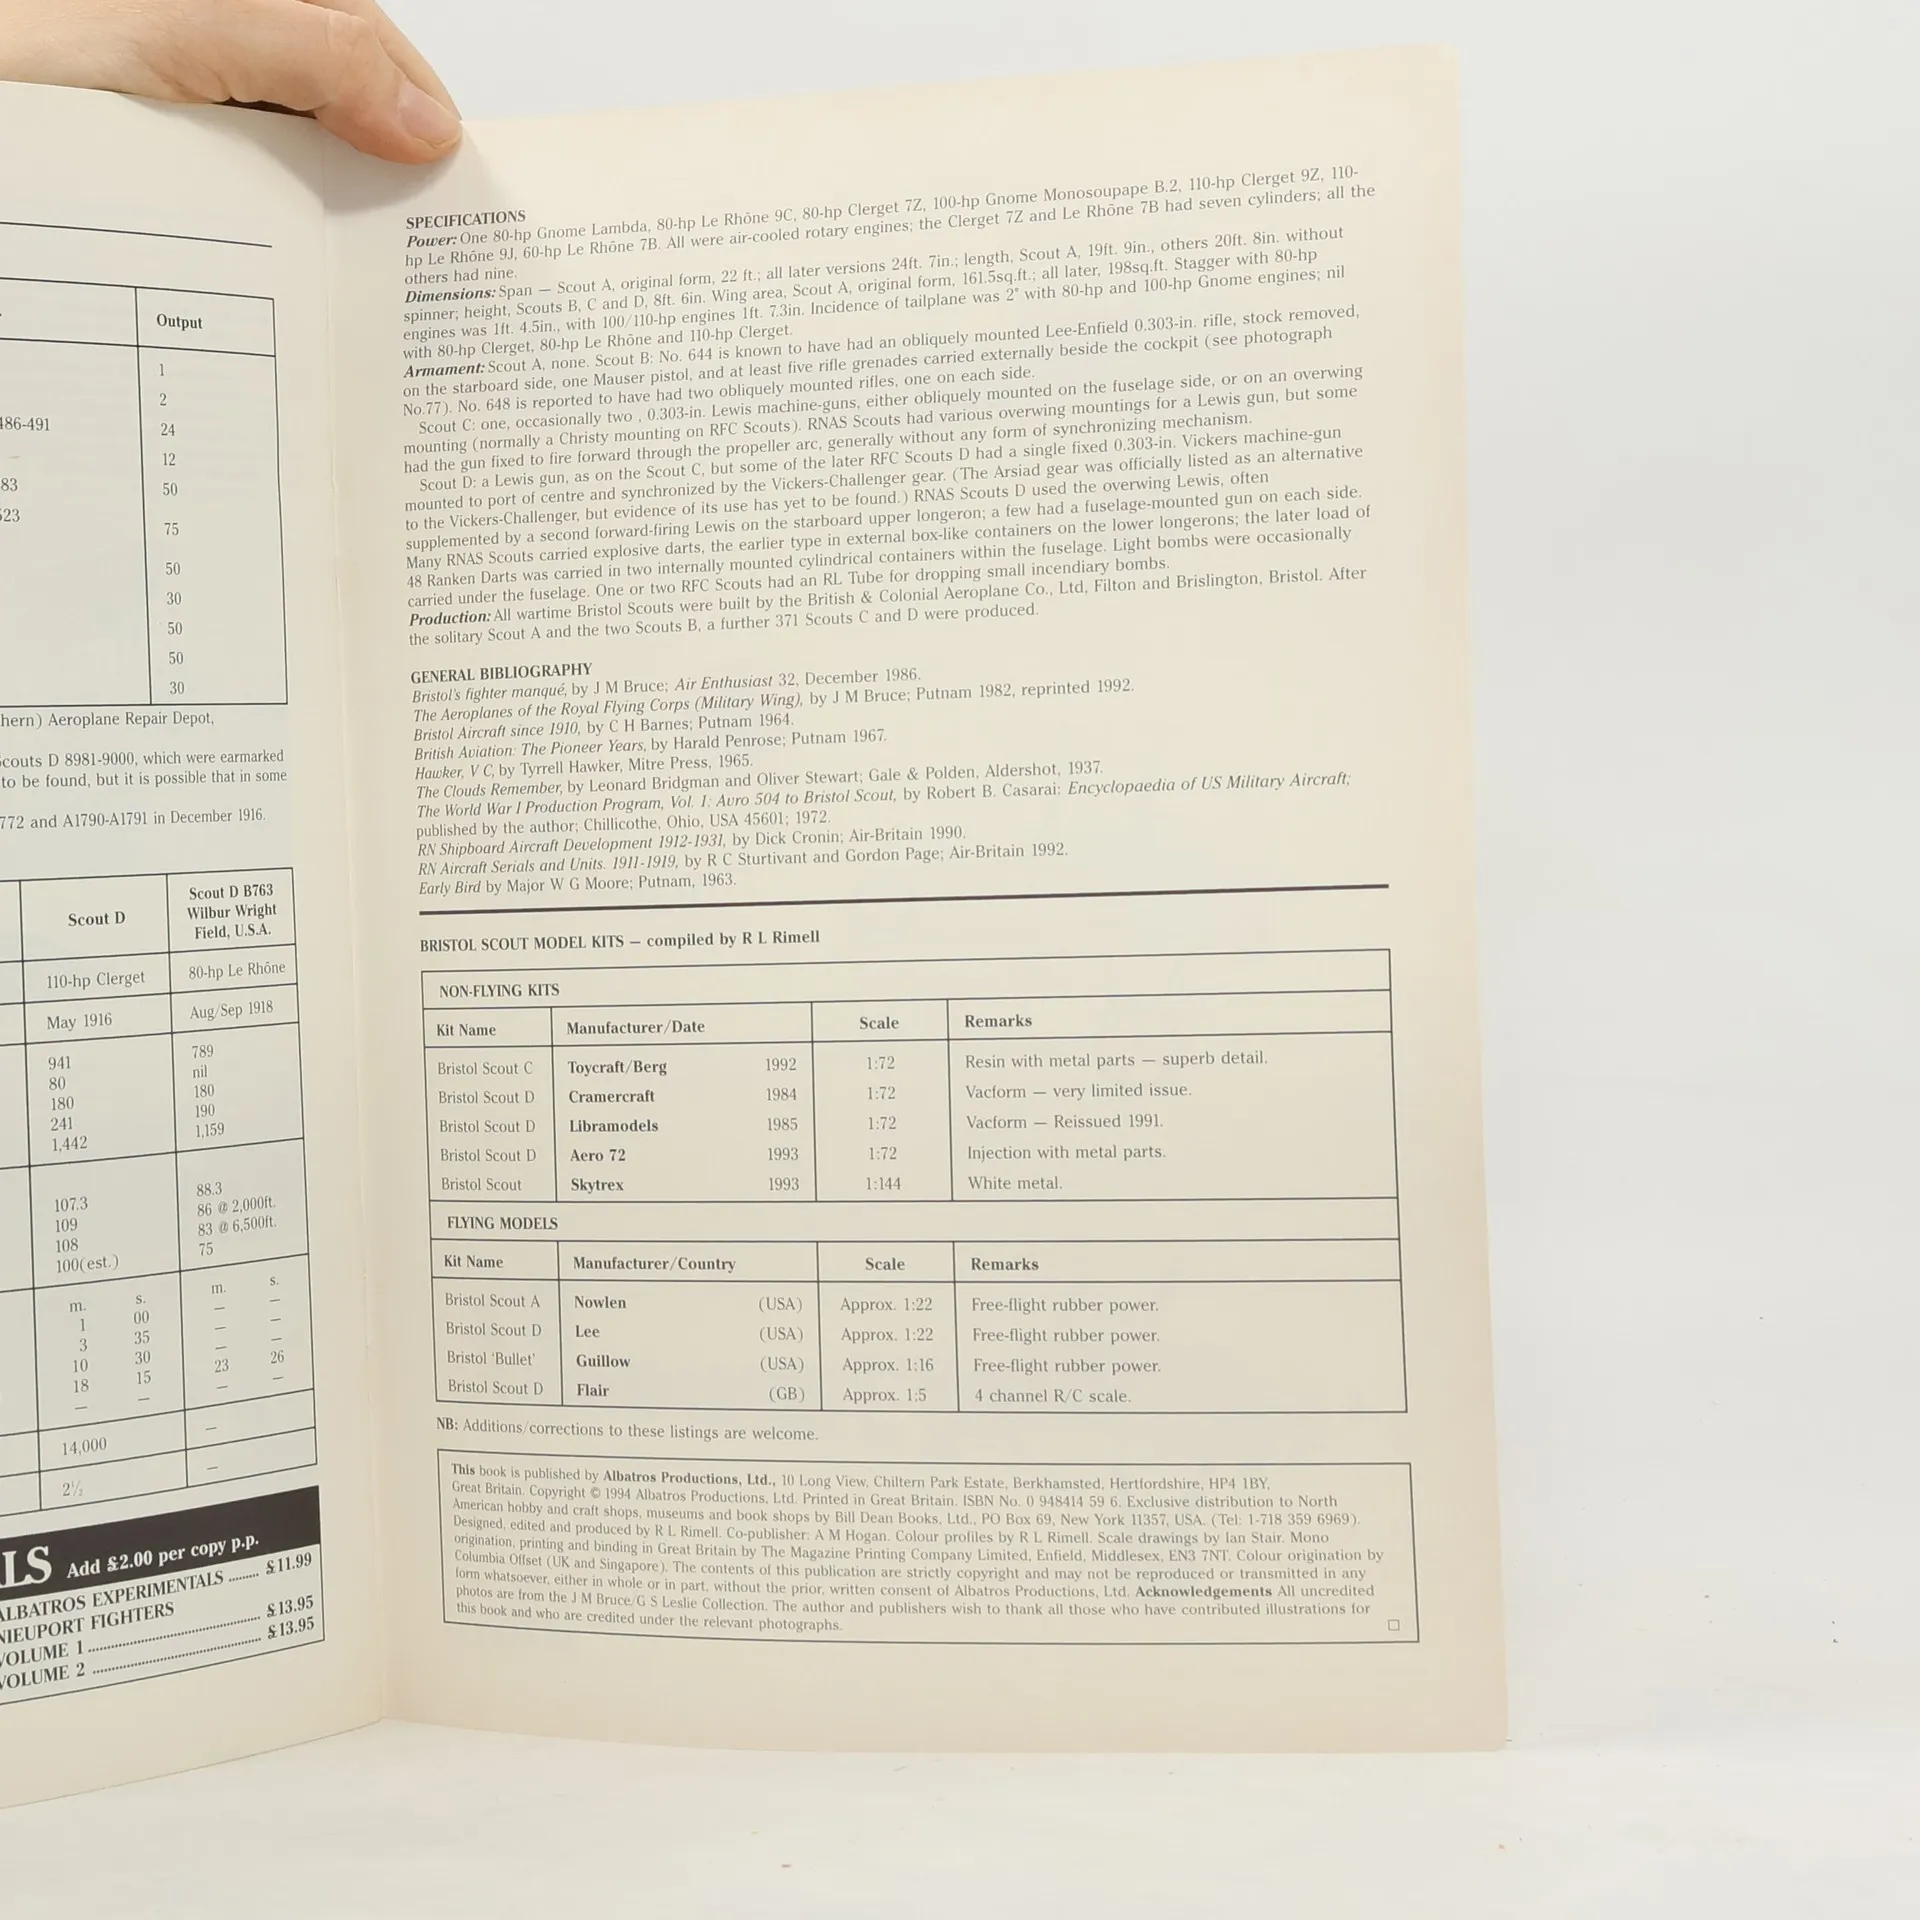 Output
1
2
486-491
24
12
83
50
523
75
50
30
50
50
30
hern) Aeroplane Repair Depot,
Scouts D 8981-9000, which were earmarked
to be found, but it is possible that in some
772 and A1790-A1791 in December 1916.
Scout D
Scout D B763
Wilbur Wright
Field, U.S.A.
110-hp Clerget
80-hp Le Rhône
May 1916
Aug/Sep 1918
941
80
180
241
1,442
789
nil
180
190
1,159
107.3
109
108
100(est.)
88.3
86 @ 2,000ft.
83 @ 6,500ft.
75
m. s.
1 00
3 35
10 30
18 15
— —
m. s.
— —
— —
— —
23 26
— —
14,000
—
2½
—
LS Add £2.00 per copy p.p.
ALBATROS EXPERIMENTALS ........ £11.99
NIEUPORT FIGHTERS
VOLUME 1 ........ £13.95
VOLUME 2 ........ £13.95
SPECIFICATIONS
Power: One 80-hp Gnome Lambda, 80-hp Le Rhône 9C, 80-hp Clerget 7Z, 100-hp Gnome Monosoupape B.2, 110-hp Clerget 9Z, 110-
hp Le Rhône 9J, 60-hp Le Rhône 7B. All were air-cooled rotary engines; the Clerget 7Z and Le Rhône 7B had seven cylinders; all the
others had nine.
Dimensions: Span — Scout A, original form, 22 ft.; all later versions 24ft. 7in.; length, Scout A, 19ft. 9in., others 20ft. 8in. without
spinner; height, Scouts B, C and D, 8ft. 6in. Wing area, Scout A, original form, 161.5sq.ft.; all later, 198sq.ft. Stagger with 80-hp
engines was 1ft. 4.5in., with 100/110-hp engines 1ft. 7.3in. Incidence of tailplane was 2° with 80-hp and 100-hp Gnome engines; nil
with 80-hp Clerget, 80-hp Le Rhône and 110-hp Clerget.
Armament: Scout A, none. Scout B: No. 644 is known to have had an obliquely mounted Lee-Enfield 0.303-in. rifle, stock removed,
on the starboard side, one Mauser pistol, and at least five rifle grenades carried externally beside the cockpit (see photograph
No.77). No. 648 is reported to have had two obliquely mounted rifles, one on each side.
Scout C: one, occasionally two , 0.303-in. Lewis machine-guns, either obliquely mounted on the fuselage side, or on an overwing
mounting (normally a Christy mounting on RFC Scouts). RNAS Scouts had various overwing mountings for a Lewis gun, but some
had the gun fixed to fire forward through the propeller arc, generally without any form of synchronizing mechanism.
Scout D: a Lewis gun, as on the Scout C, but some of the later RFC Scouts D had a single fixed 0.303-in. Vickers machine-gun
mounted to port of centre and synchronized by the Vickers-Challenger gear. (The Arsiad gear was officially listed as an alternative
to the Vickers-Challenger, but evidence of its use has yet to be found.) RNAS Scouts D used the overwing Lewis, often
supplemented by a second forward-firing Lewis on the starboard upper longeron; a few had a fuselage-mounted gun on each side.
Many RNAS Scouts carried explosive darts, the earlier type in external box-like containers on the lower longerons; the later load of
48 Ranken Darts was carried in two internally mounted cylindrical containers within the fuselage. Light bombs were occasionally
carried under the fuselage. One or two RFC Scouts had an RL Tube for dropping small incendiary bombs.
Production: All wartime Bristol Scouts were built by the British & Colonial Aeroplane Co., Ltd, Filton and Brislington, Bristol. After
the solitary Scout A and the two Scouts B, a further 371 Scouts C and D were produced.
GENERAL BIBLIOGRAPHY
Bristol's fighter manqué, by J M Bruce; Air Enthusiast 32, December 1986.
The Aeroplanes of the Royal Flying Corps (Military Wing), by J M Bruce; Putnam 1982, reprinted 1992.
Bristol Aircraft since 1910, by C H Barnes; Putnam 1964.
British Aviation: The Pioneer Years, by Harald Penrose; Putnam 1967.
Hawker, V C, by Tyrrell Hawker, Mitre Press, 1965.
The Clouds Remember, by Leonard Bridgman and Oliver Stewart; Gale & Polden, Aldershot, 1937.
The World War I Production Program, Vol. I: Avro 504 to Bristol Scout, by Robert B. Casarai: Encyclopaedia of US Military Aircraft;
published by the author; Chillicothe, Ohio, USA 45601; 1972.
RN Shipboard Aircraft Development 1912-1931, by Dick Cronin; Air-Britain 1990.
RN Aircraft Serials and Units. 1911-1919, by R C Sturtivant and Gordon Page; Air-Britain 1992.
Early Bird by Major W G Moore; Putnam, 1963.
BRISTOL SCOUT MODEL KITS — compiled by R L Rimell
NON-FLYING KITS
Kit Name Manufacturer/Date Scale Remarks
Bristol Scout C Toycraft/Berg 1992 1:72 Resin with metal parts — superb detail.
Bristol Scout D Cramercraft 1984 1:72 Vacform — very limited issue.
Bristol Scout D Libramodels 1985 1:72 Vacform — Reissued 1991.
Bristol Scout D Aero 72 1993 1:72 Injection with metal parts.
Bristol Scout Skytrex 1993 1:144 White metal.
FLYING MODELS
Kit Name Manufacturer/Country Scale Remarks
Bristol Scout A Nowlen (USA) Approx. 1:22 Free-flight rubber power.
Bristol Scout D Lee (USA) Approx. 1:22 Free-flight rubber power.
Bristol 'Bullet' Guillow (USA) Approx. 1:16 Free-flight rubber power.
Bristol Scout D Flair (GB) Approx. 1:5 4 channel R/C scale.
NB: Additions/corrections to these listings are welcome.
This book is published by Albatros Productions, Ltd., 10 Long View, Chiltern Park Estate, Berkhamsted, Hertfordshire, HP4 1BY,
Great Britain. Copyright © 1994 Albatros Productions, Ltd. Printed in Great Britain. ISBN No. 0 948414 59 6. Exclusive distribution to North
American hobby and craft shops, museums and book shops by Bill Dean Books, Ltd., PO Box 69, New York 11357, USA. (Tel: 1-718 359 6969).
Designed, edited and produced by R L Rimell. Co-publisher: A M Hogan. Colour profiles by R L Rimell. Scale drawings by Ian Stair. Mono
origination, printing and binding in Great Britain by The Magazine Printing Company Limited, Enfield, Middlesex, EN3 7NT. Colour origination by
Columbia Offset (UK and Singapore). The contents of this publication are strictly copyright and may not be reproduced or transmitted in any
form whatsoever, either in whole or in part, without the prior, written consent of Albatros Productions, Ltd. Acknowledgements All uncredited
photos are from the J M Bruce/G S Leslie Collection. The author and publishers wish to thank all those who have contributed illustrations for
this book and who are credited under the relevant photographs.